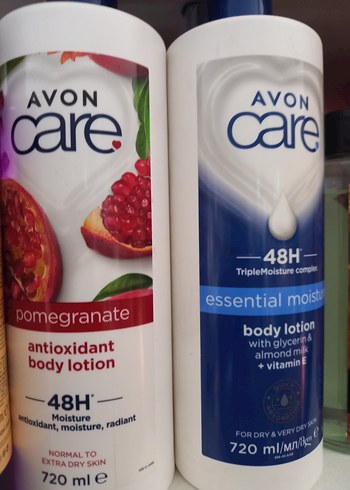 AVON
care
pomegranate
antioxidant
body lotion
48H*
Moisture
antioxidant, moisture, radiant
NORMAL TO
EXTRA DRY SKIN
720 ml e
AVON
care
48H*
TripleMoisture complex
essential moistu
body lotion
with glycerin &
almond milk
+ vitamin E
FOR DRY & VERY DRY SKIN
720 ml/мл/